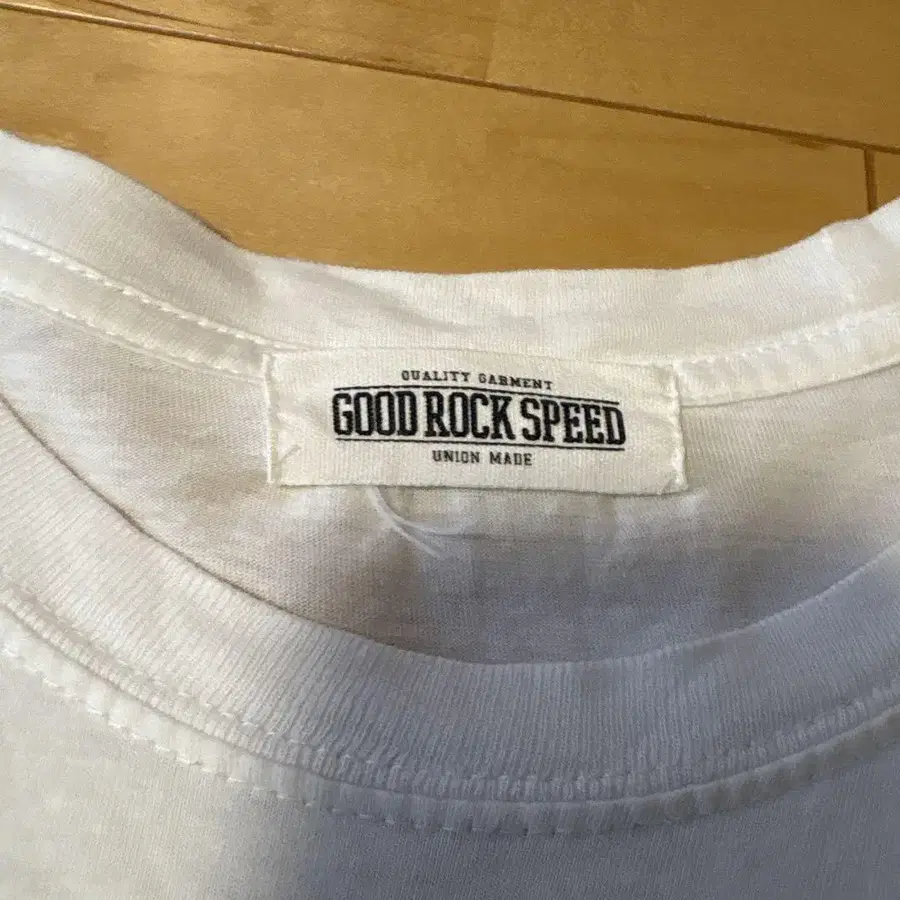 QUALITY GARMENT
GOOD ROCK SPEED
UNION MADE